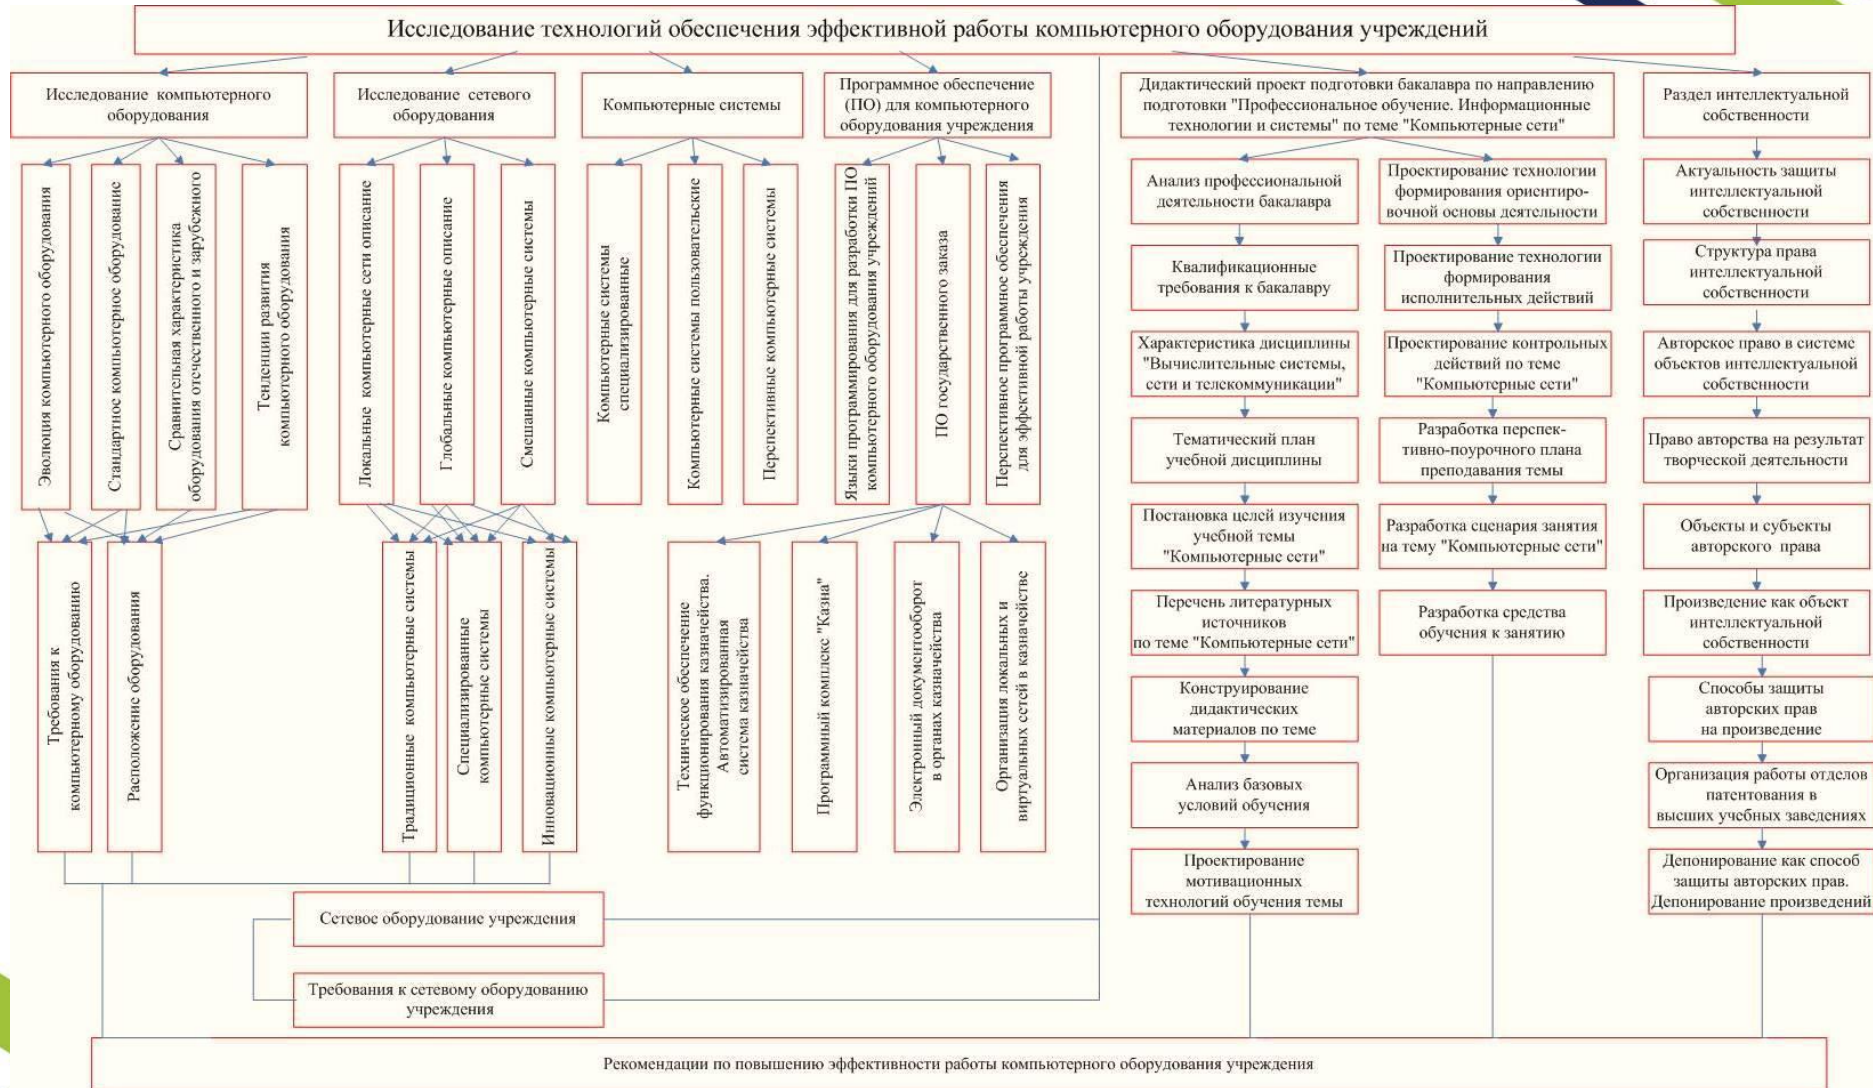 Исследование технологий обеспечения эффективной работы компьютерного оборудования учреждений
Исследование компьютерного
оборудования
Исследование сетевого
оборудования
Компьютерные системы
Программное обеспечение
(ПО) для компьютерного
оборудования учреждения
Дидактический проект подготовки бакалавра по направлению
подготовки "Профессиональное обучение. Информационные
технологии и системы" по теме "Компьютерные сети"
Раздел интеллектуальной
собственности
Эволюция компьютерного оборудования
Стандартное компьютерное оборудование
Сравнительная характеристика
оборудования отечественного и зарубежного
Тенденции развития
компьютерного оборудования
Локальные компьютерные сети описание
Глобальные компьютерные описание
Смешанные компьютерные системы
Компьютерные системы
специализированные
Компьютерные системы пользовательские
Перспективные компьютерные системы
Языки программирования для разработки ПО
компьютерного оборудования учреждений
ПО государственного заказа
Перспективное программное обеспечения
для эффективной работы учреждения
Требования к
компьютерному оборудованию
Расположение оборудования
Традиционные компьютерные системы
Специализированные
компьютерные системы
Инновационные компьютерные системы
Техническое обеспечение
функционирования казначейства.
Автоматизированная
система казначейства
Программный комплекс "Казна"
Электронный документооборот
в органах казначейства
Организация локальных и
виртуальных сетей в казначействе
Анализ профессиональной
деятельности бакалавра
Квалификационные
требования к бакалавру
Характеристика дисциплины
"Вычислительные системы,
сети и телекоммуникации"
Тематический план
учебной дисциплины
Постановка целей изучения
учебной темы
"Компьютерные сети"
Перечень литературных
источников
по теме "Компьютерные сети"
Конструирование
дидактических
материалов по теме
Анализ базовых
условий обучения
Проектирование
мотивационных
технологий обучения темы
Проектирование технологии
формирования ориентиро-
вочной основы деятельности
Проектирование технологии
формирования
исполнительных действий
Проектирование контрольных
действий по теме
"Компьютерные сети"
Разработка перспек-
тивно-поурочного плана
преподавания темы
Разработка сценария занятия
на тему "Компьютерные сети"
Разработка средства
обучения к занятию
Актуальность защиты
интеллектуальной
собственности
Структура права
интеллектуальной
собственности
Авторское право в системе
объектов интеллектуальной
собственности
Право авторства на результат
творческой деятельности
Объекты и субъекты
авторского права
Произведение как объект
интеллектуальной
собственности
Способы защиты
авторских прав
на произведение
Организация работы отделов
патентования в
высших учебных заведениях
Депонирование как способ
защиты авторских прав.
Депонирование произведений
Сетевое оборудование учреждения
Требования к сетевому оборудованию
учреждения
Рекомендации по повышению эффективности работы компьютерного оборудования учреждения